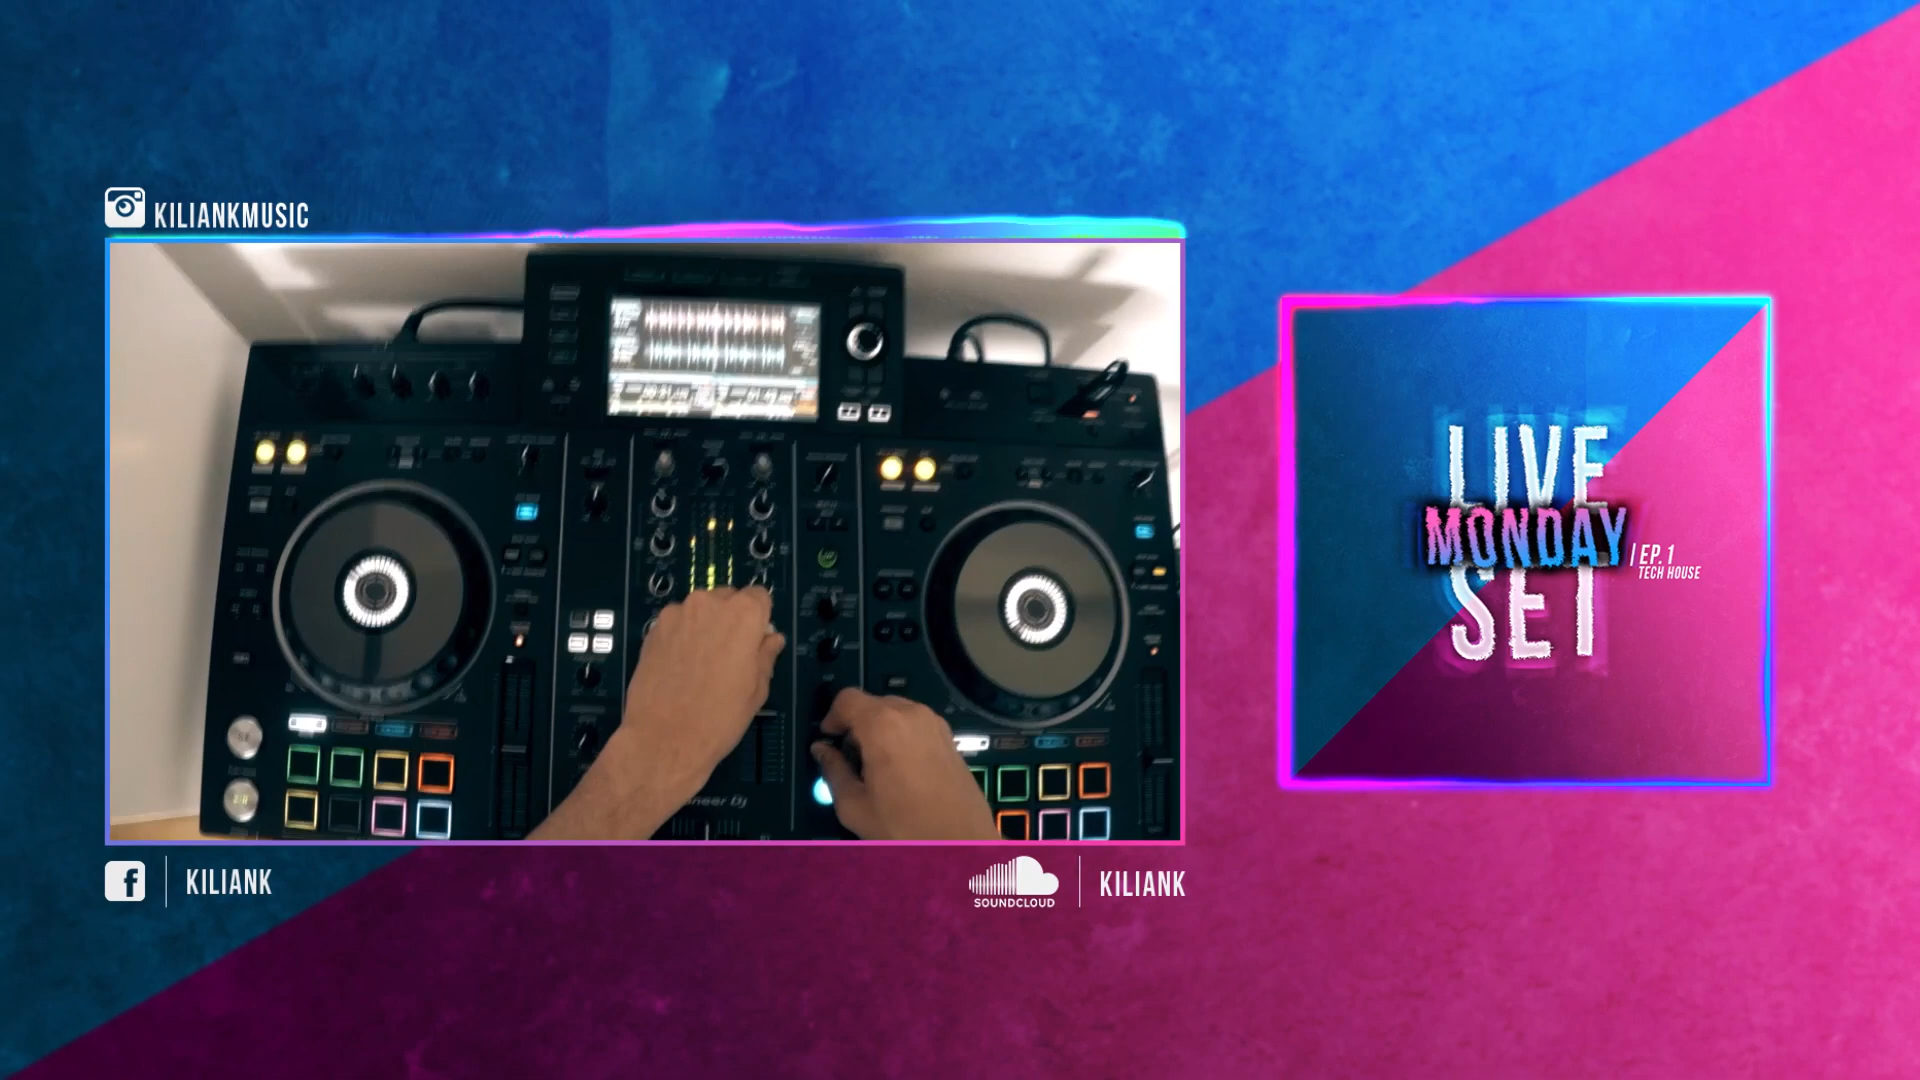 KILIANKMUSIC
LIVE
MONDAY
| EP. 1
TECH HOUSE
SET
KILIANK
SOUNDCLOUD
KILIANK